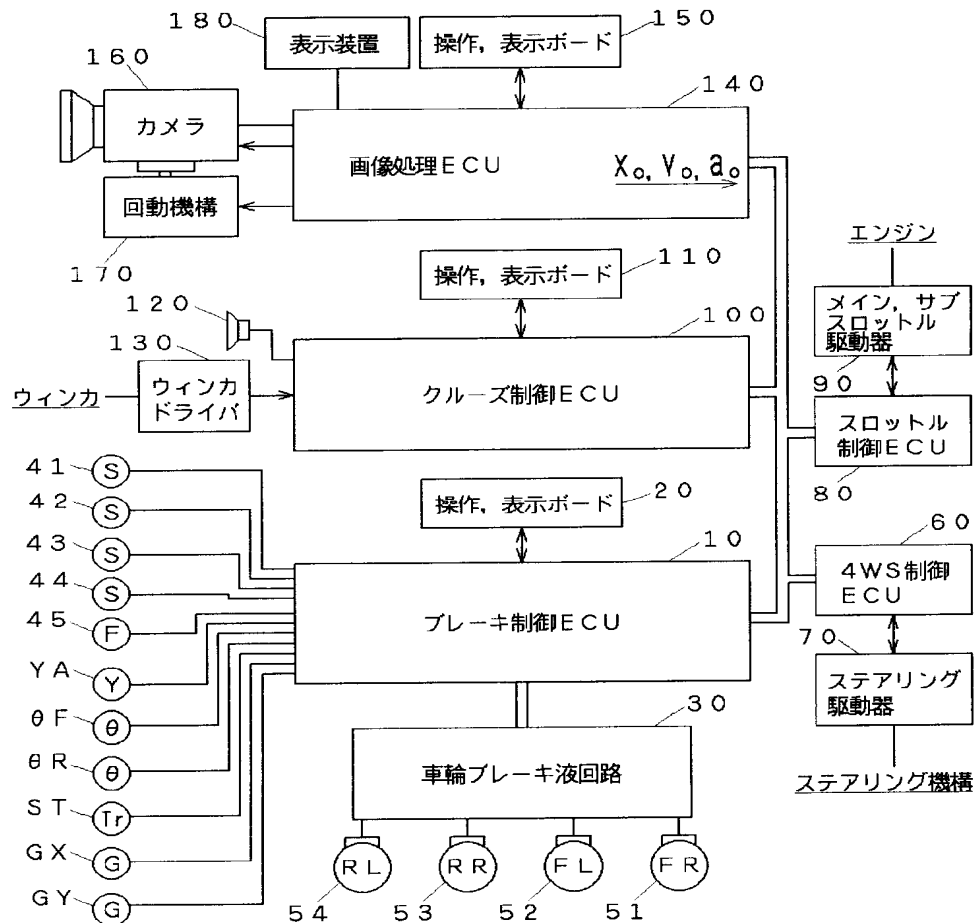 180
表示装置
操作，表示ボード
150
160
カメラ
140
画像処理ECU
Xo, Vo, ao
回動機構
170
エンジン
操作，表示ボード
110
120
100
メイン，サブ
スロットル
駆動器
130
90
ウィンカ
ウィンカ
ドライバ
クルーズ制御ECU
スロットル
制御ECU
80
41
S
操作，表示ボード
20
42
S
10
60
43
S
4WS制御
ECU
44
S
45
F
ブレーキ制御ECU
70
YA
Y
ステアリング
駆動器
θF
θ
30
θR
θ
車輪ブレーキ液回路
ステアリング機構
ST
Tr
GX
G
RL
RR
FL
FR
GY
G
54
53
52
51